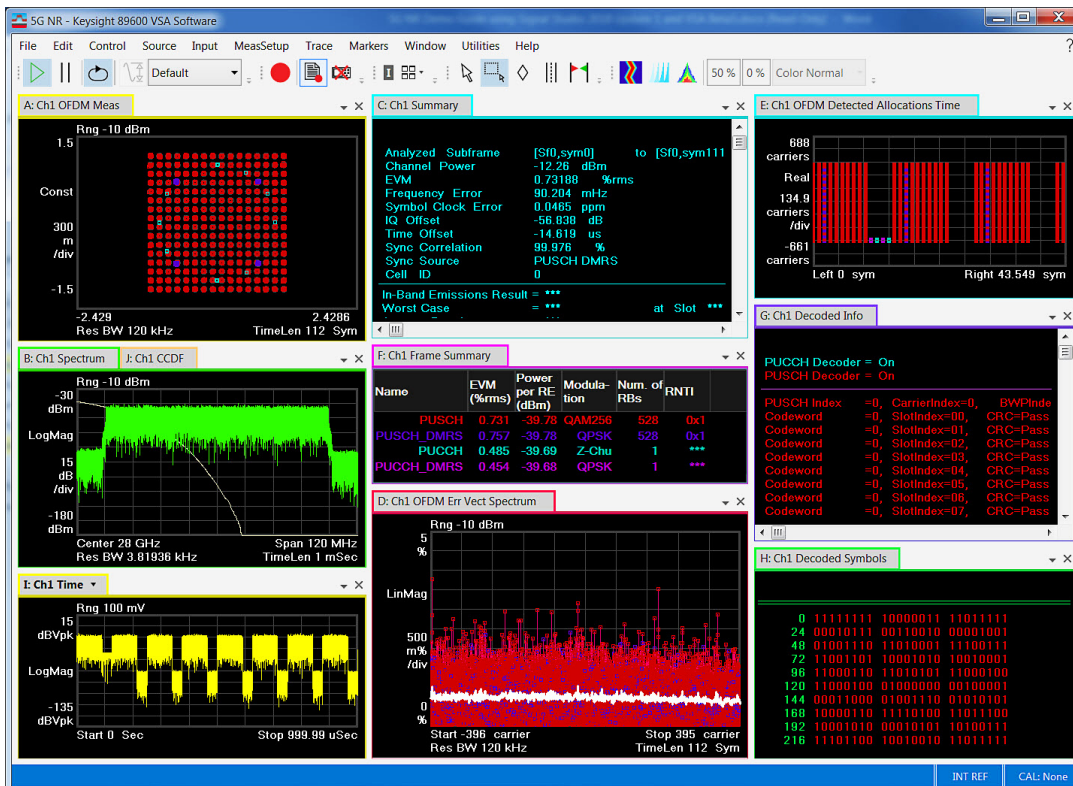 5G NR - Keysight 89600 VSA Software
File Edit Control Source Input MeasSetup Trace Markers Window Utilities Help
?
Default
50 % 0 % Color Normal
A: Ch1 OFDM Meas
Rng -10 dBm
1.5
Const
300
m
/div
-1.5
-2.429 2.4286
Res BW 120 kHz TimeLen 112 Sym
B: Ch1 Spectrum J: Ch1 CCDF
Rng -10 dBm
-30
dBm
LogMag
15
dB
/div
-180
dBm
Center 28 GHz Span 120 MHz
Res BW 3.81936 kHz TimeLen 1 mSec
I: Ch1 Time
Rng 100 mV
15
dBVpk
LogMag
-135
dBVpk
Start 0 Sec Stop 999.99 uSec
C: Ch1 Summary
Analyzed Subframe [Sf0,sym0] to [Sf0,sym111
Channel Power -12.26 dBm
EVM 0.73188 %rms
Frequency Error 90.204 mHz
Symbol Clock Error 0.0465 ppm
IQ Offset -56.838 dB
Time Offset -14.619 us
Sync Correlation 99.976 %
Sync Source PUSCH DMRS
Cell ID 0
In-Band Emissions Result = ***
Worst Case = *** at Slot ***
F: Ch1 Frame Summary
Name EVM (%rms) Power per RE (dBm) Modula-tion Num. of RBs RNTI
PUSCH 0.731 -39.78 QAM256 528 0x1
PUSCH_DMRS 0.757 -39.78 QPSK 528 0x1
PUCCH 0.485 -39.69 Z-Chu 1 ***
PUCCH_DMRS 0.454 -39.68 QPSK 1 ***
D: Ch1 OFDM Err Vect Spectrum
Rng -10 dBm
5
%
LinMag
500
m%
/div
0
%
Start -396 carrier Stop 395 carrier
Res BW 120 kHz TimeLen 112 Sym
E: Ch1 OFDM Detected Allocations Time
688
carriers
Real
134.9
carriers
/div
-661
carriers
Left 0 sym Right 43.549 sym
G: Ch1 Decoded Info
PUCCH Decoder = On
PUSCH Decoder = On
PUSCH Index =0, CarrierIndex=0, BWPInde
Codeword =0, SlotIndex=00, CRC=Pass
Codeword =0, SlotIndex=01, CRC=Pass
Codeword =0, SlotIndex=02, CRC=Pass
Codeword =0, SlotIndex=03, CRC=Pass
Codeword =0, SlotIndex=04, CRC=Pass
Codeword =0, SlotIndex=05, CRC=Pass
Codeword =0, SlotIndex=06, CRC=Pass
Codeword =0, SlotIndex=07, CRC=Pass
H: Ch1 Decoded Symbols
0 11111111 10000011 11011111
24 00010111 00110010 00001001
48 01001110 11010001 11100111
72 11001101 10001010 10010001
96 11000110 11010101 11000100
120 11000100 01000000 00100001
144 00011000 01001110 01010101
168 10000110 11110100 11011100
192 10001010 00010101 01010100
216 11101100 10010010 11011111
INT REF CAL: None